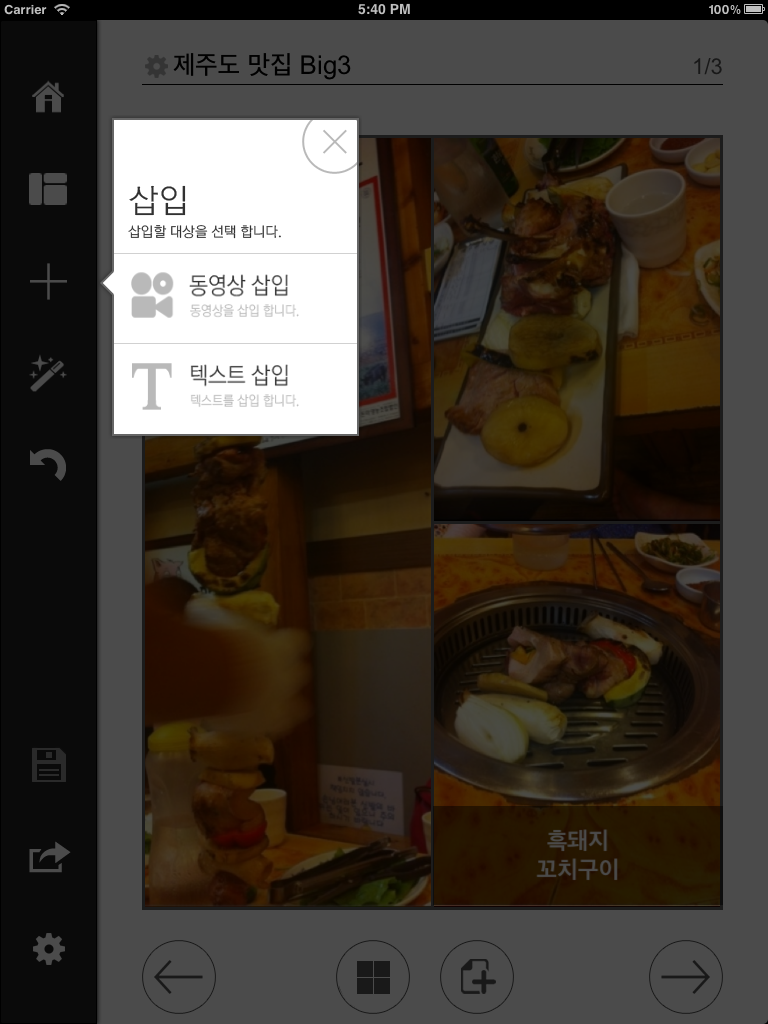 Carrier
5:40 PM
100%
제주도 맛집 Big3
1/3
삽입
삽입할 대상을 선택 합니다.
동영상 삽입
동영상을 삽입 합니다.
텍스트 삽입
텍스트를 삽입 합니다.
흑돼지
꼬치구이